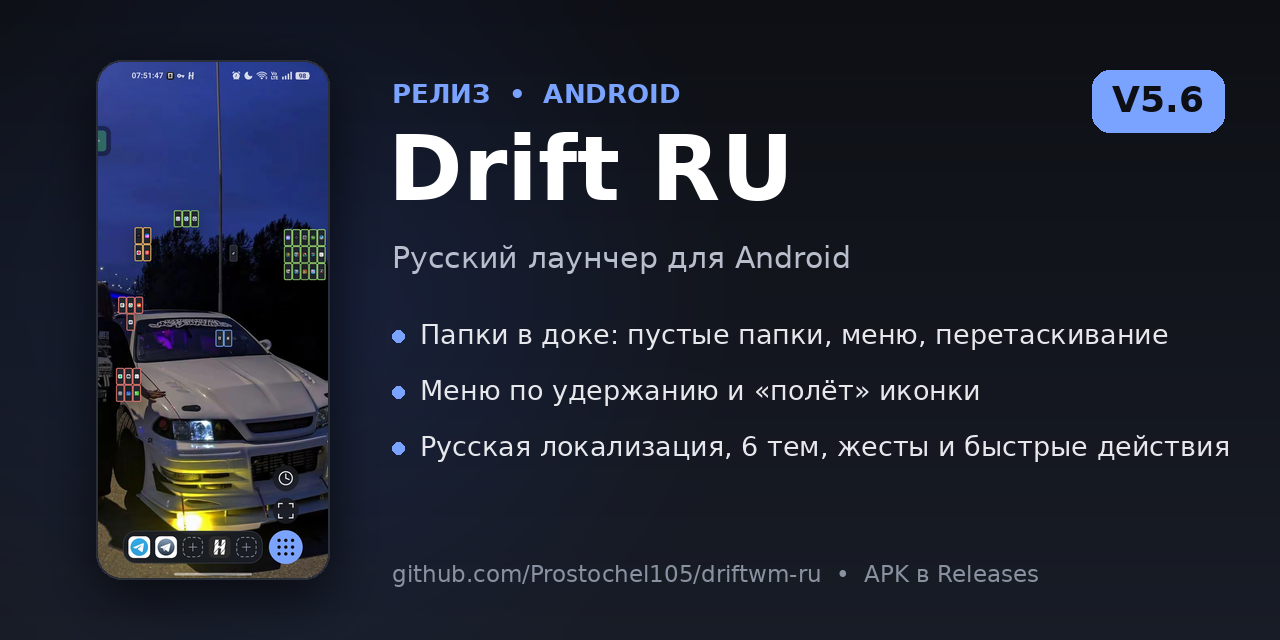 07:51:47
98
РЕЛИЗ • ANDROID
V5.6
Drift RU
Русский лаунчер для Android
Папки в доке: пустые папки, меню, перетаскивание
Меню по удержанию и «полёт» иконки
Русская локализация, 6 тем, жесты и быстрые действия
github.com/Prostochel105/driftwm-ru • APK в Releases